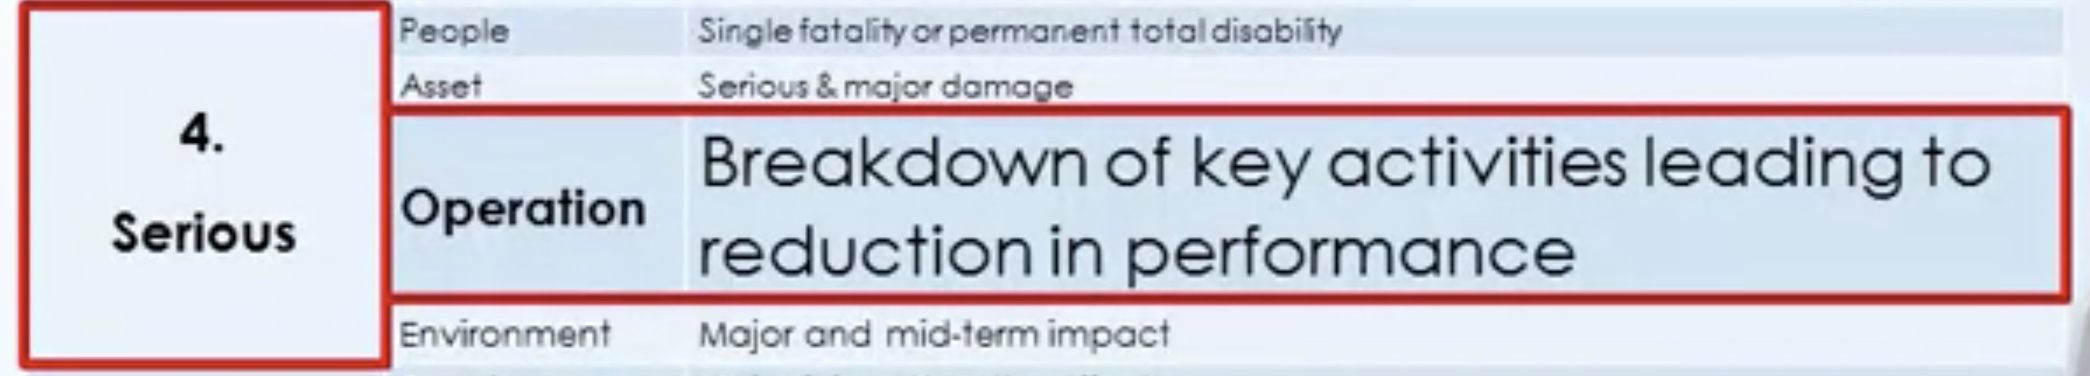 4.
Serious
People Single fatality or permanent total disability
Asset Serious & major damage
Operation Breakdown of key activities leading to
reduction in performance
Environment Major and mid-term impact